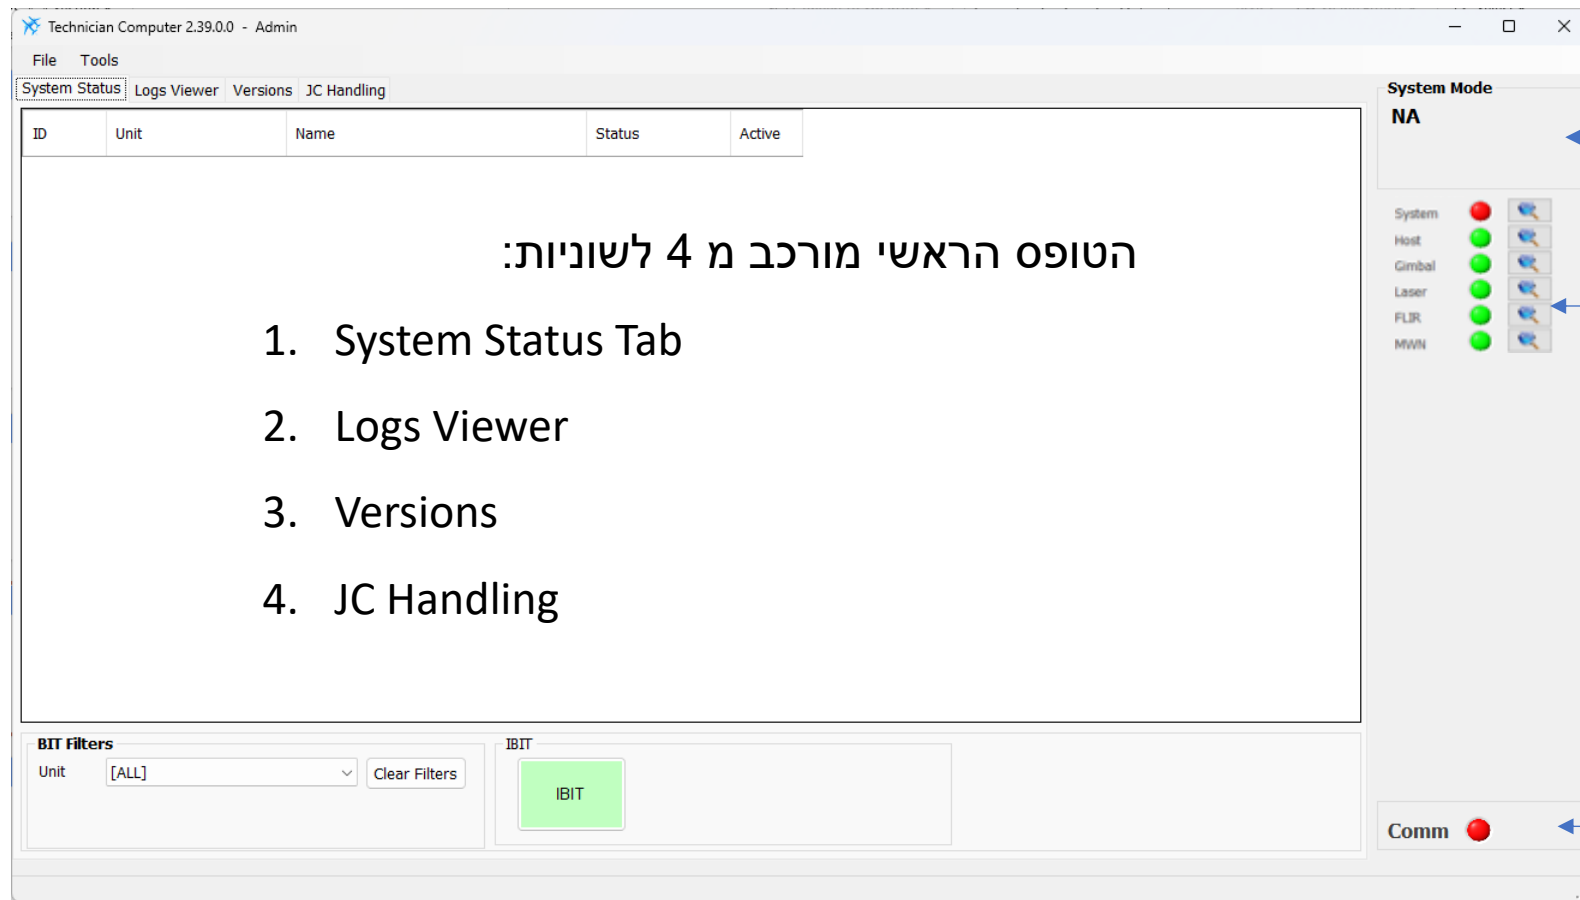 Technician Computer 2.39.0.0 - Admin
File Tools
System Status Logs Viewer Versions JC Handling
ID Unit Name Status Active
הטופס הראשי מורכב מ 4 לשוניות:
1. System Status Tab
2. Logs Viewer
3. Versions
4. JC Handling
BIT Filters
Unit [ALL] Clear Filters
IBIT
IBIT
System Mode
NA
System
Host
Gimbal
Laser
FLIR
MWN
Comm